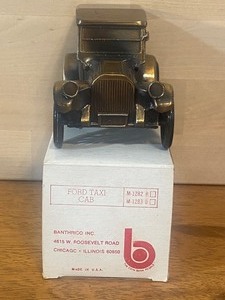 FORD TAXI
CAB
M-1282 R
M-1283 G
BANTHRICO INC.
4615 W. ROOSEVELT ROAD
CHICAGO • ILLINOIS 60650
b
MADE IN U.S.A.